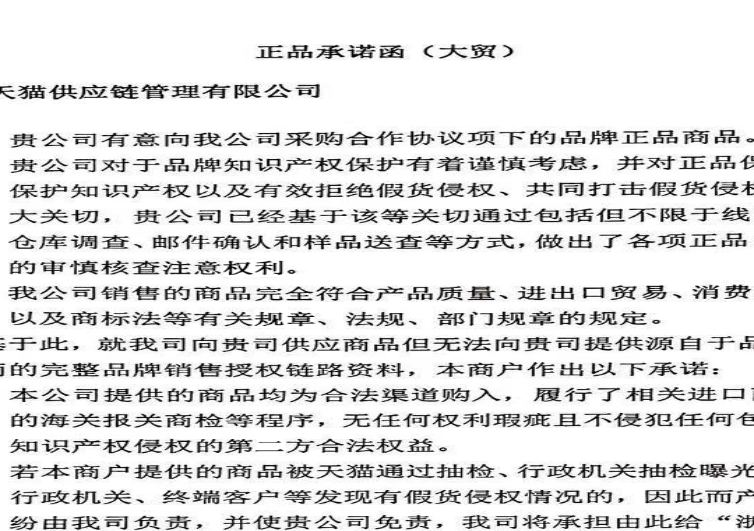 正品承诺函（大贸）
天猫供应链管理有限公司
贵公司有意向我公司采购合作协议项下的品牌正品商品。
贵公司对于品牌知识产权保护有着谨慎考虑，并对正品保
保护知识产权以及有效拒绝假货侵权、共同打击假货侵权
大关切，贵公司已经基于该等关切通过包括但不限于线
仓库调查、邮件确认和样品送查等方式，做出了各项正品
的审慎核查注意权利。
我公司销售的商品完全符合产品质量、进出口贸易、消费
以及商标法等有关规章、法规、部门规章的规定。
基于此，就我司向贵司供应商品但无法向贵司提供源自于品
的完整品牌销售授权链路资料，本商户作出以下承诺：
本公司提供的商品均为合法渠道购入，履行了相关进口
的海关报关商检等程序，无任何权利瑕疵且不侵犯任何包
知识产权侵权的第二方合法权益。
若本商户提供的商品被天猫通过抽检、行政机关抽检曝光
行政机关、终端客户等发现有假货侵权情况的，因此而产
纷由我司负责，并使贵公司免责，我司将承担由此给“浙